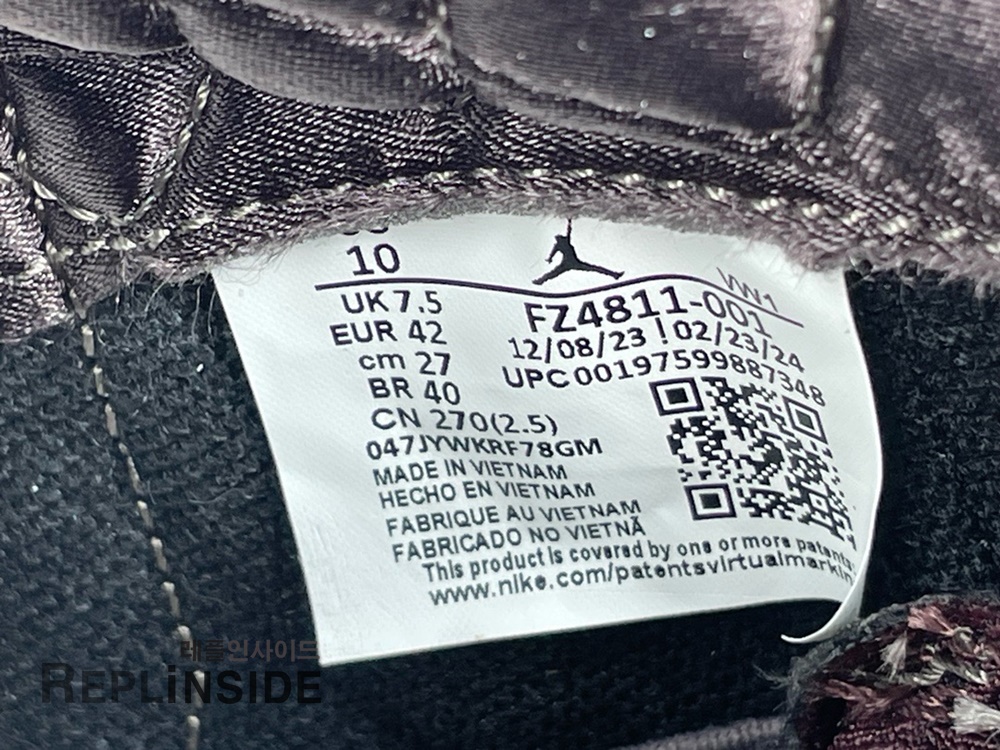 10
UK 7.5
EUR 42
cm 27
BR 40
CN 270(2.5)
VW1
FZ4811-001
12/08/23 ! 02/23/24
UPC 00197599887348
047JYWKRF78GM
MADE IN VIETNAM
HECHO EN VIETNAM
FABRIQUE AU VIETNAM
FABRICADO NO VIETNÃ
This product is covered by one or more patents
www.nike.com/patentsvirtualmarkin
레플인사이드
REPLINSIDE